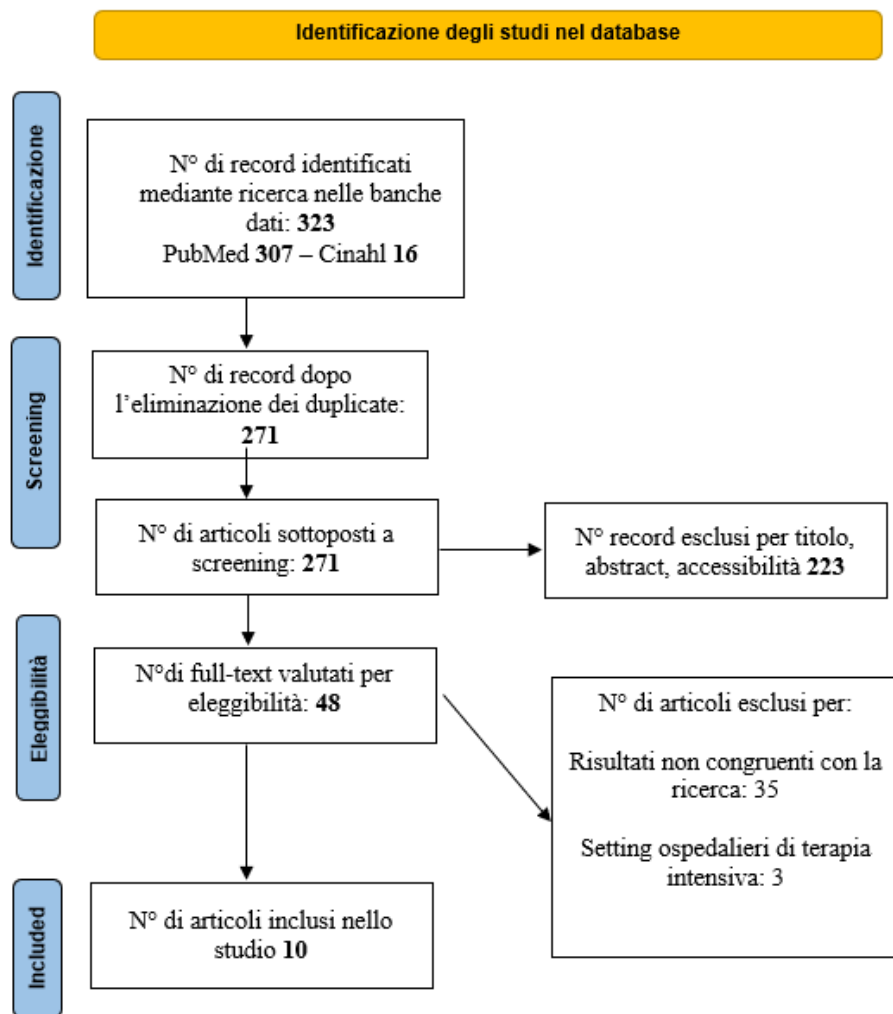 Identificazione degli studi nel database
Identificazione
N° di record identificati
mediante ricerca nelle banche
dati: 323
PubMed 307 – Cinahl 16
Screening
N° di record dopo
l’eliminazione dei duplicate:
271
N° di articoli sottoposti a
screening: 271
N° record esclusi per titolo,
abstract, accessibilità 223
Eleggibilità
N°di full-text valutati per
eleggibilità: 48
N° di articoli esclusi per:
Risultati non congruenti con la
ricerca: 35
Setting ospedalieri di terapia
intensiva: 3
Included
N° di articoli inclusi nello
studio 10